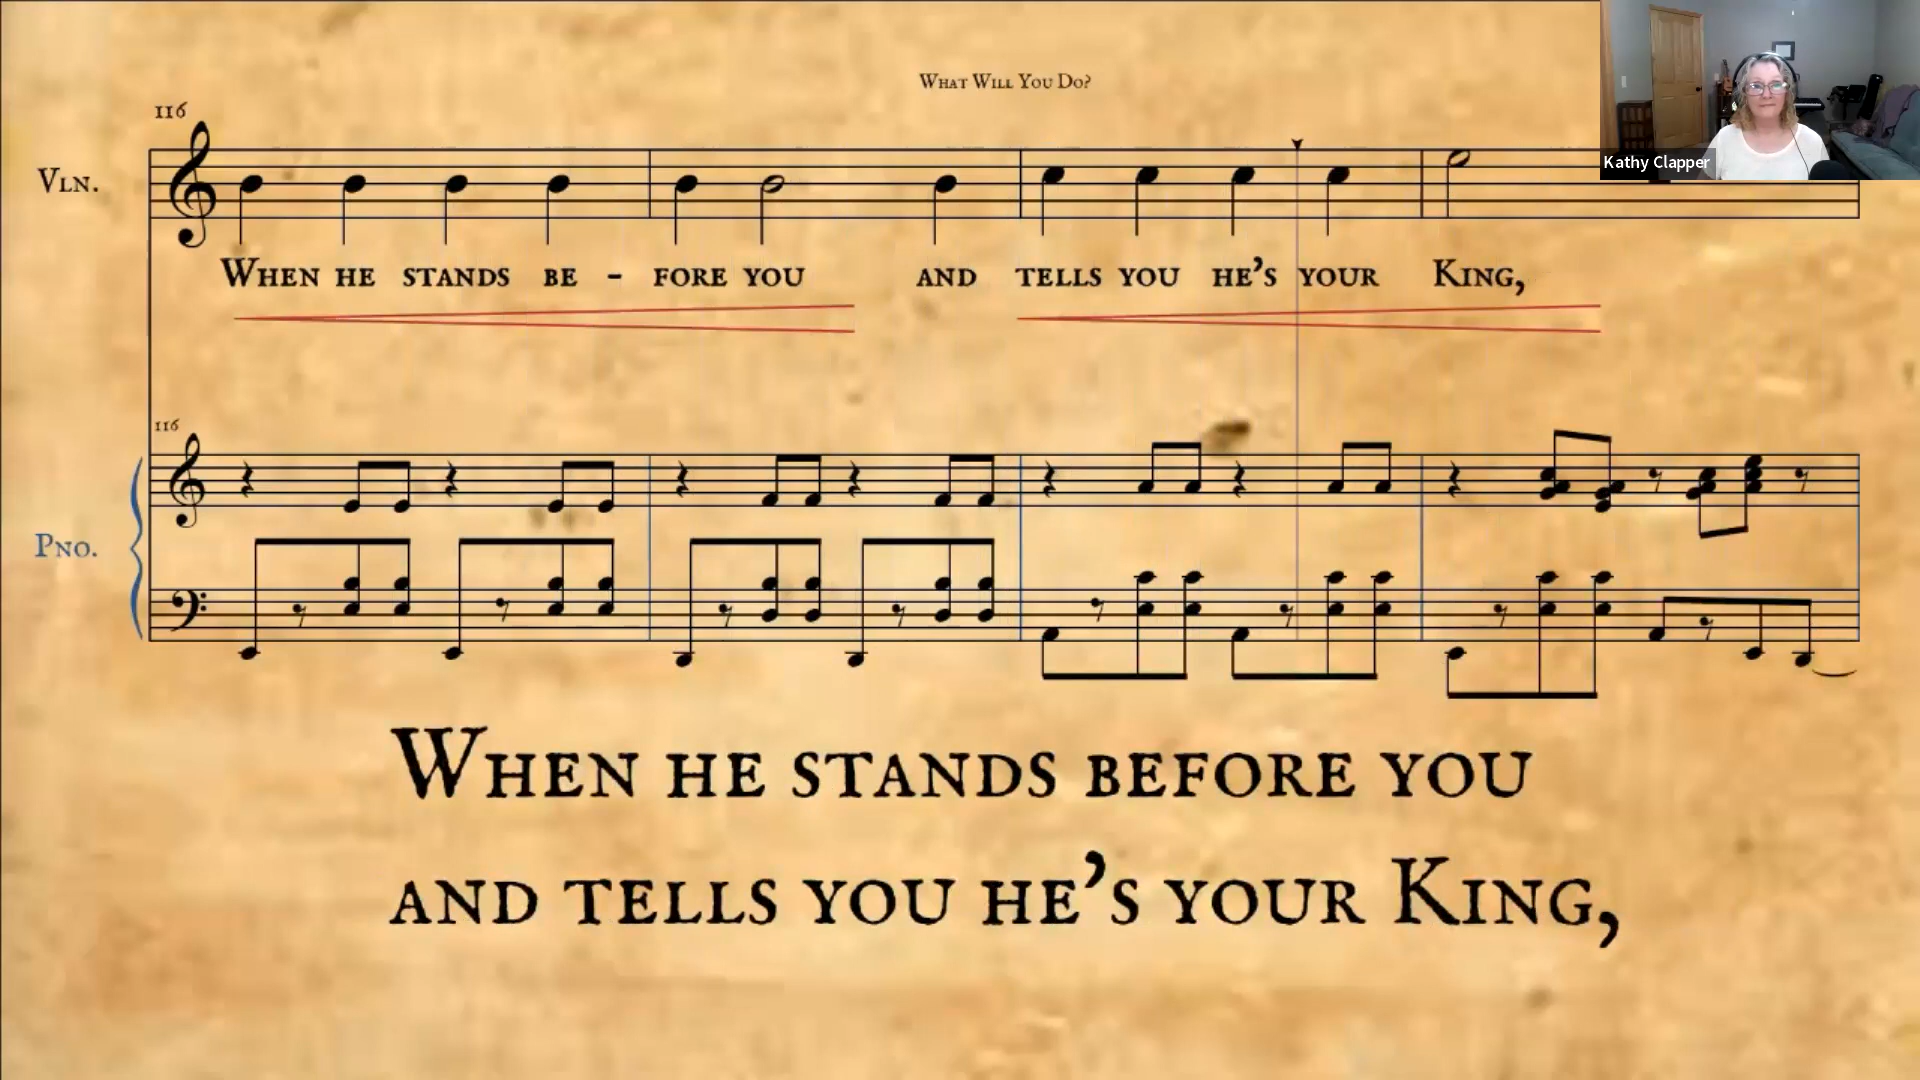 What Will You Do?
116
Vln.
Kathy Clapper
When he stands be - fore you and tells you he's your King,
116
Pno.
When he stands before you
and tells you he's your King,